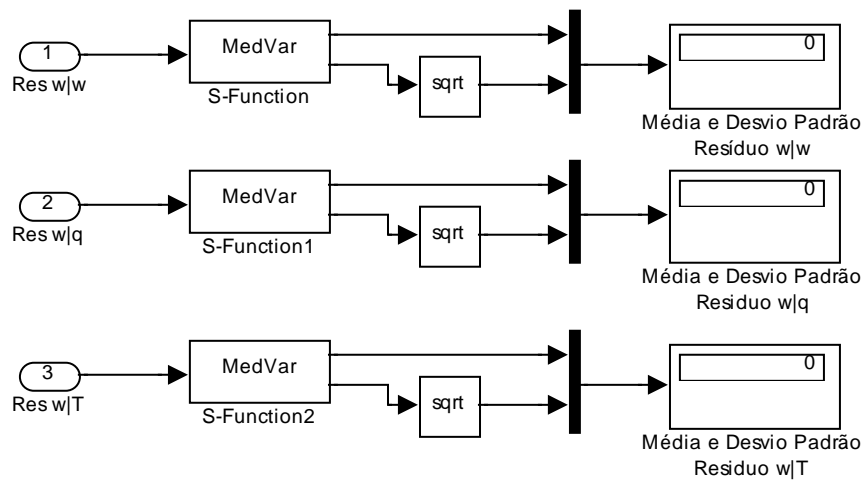 1
Res w|w
MedVar
S-Function
sqrt
0
Média e Desvio Padrão
Resíduo w|w
2
Res w|q
MedVar
S-Function1
sqrt
0
Média e Desvio Padrão
Residuo w|q
3
Res w|T
MedVar
S-Function2
sqrt
0
Média e Desvio Padrão
Residuo w|T